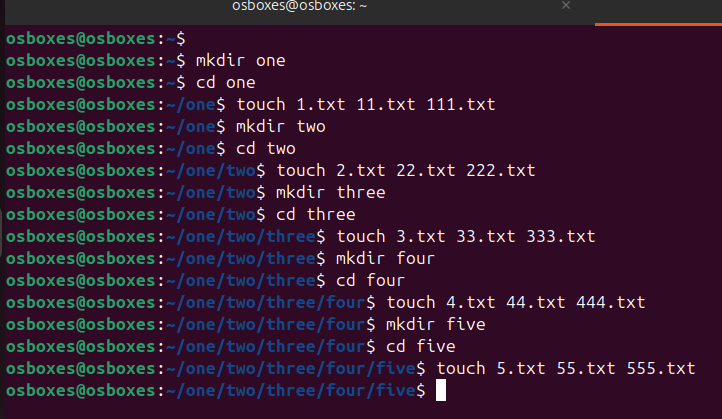 osboxes@osboxes: ~ ×
osboxes@osboxes:~$
osboxes@osboxes:~$ mkdir one
osboxes@osboxes:~$ cd one
osboxes@osboxes:~/one$ touch 1.txt 11.txt 111.txt
osboxes@osboxes:~/one$ mkdir two
osboxes@osboxes:~/one$ cd two
osboxes@osboxes:~/one/two$ touch 2.txt 22.txt 222.txt
osboxes@osboxes:~/one/two$ mkdir three
osboxes@osboxes:~/one/two$ cd three
osboxes@osboxes:~/one/two/three$ touch 3.txt 33.txt 333.txt
osboxes@osboxes:~/one/two/three$ mkdir four
osboxes@osboxes:~/one/two/three$ cd four
osboxes@osboxes:~/one/two/three/four$ touch 4.txt 44.txt 444.txt
osboxes@osboxes:~/one/two/three/four$ mkdir five
osboxes@osboxes:~/one/two/three/four$ cd five
osboxes@osboxes:~/one/two/three/four/five$ touch 5.txt 55.txt 555.txt
osboxes@osboxes:~/one/two/three/four/five$